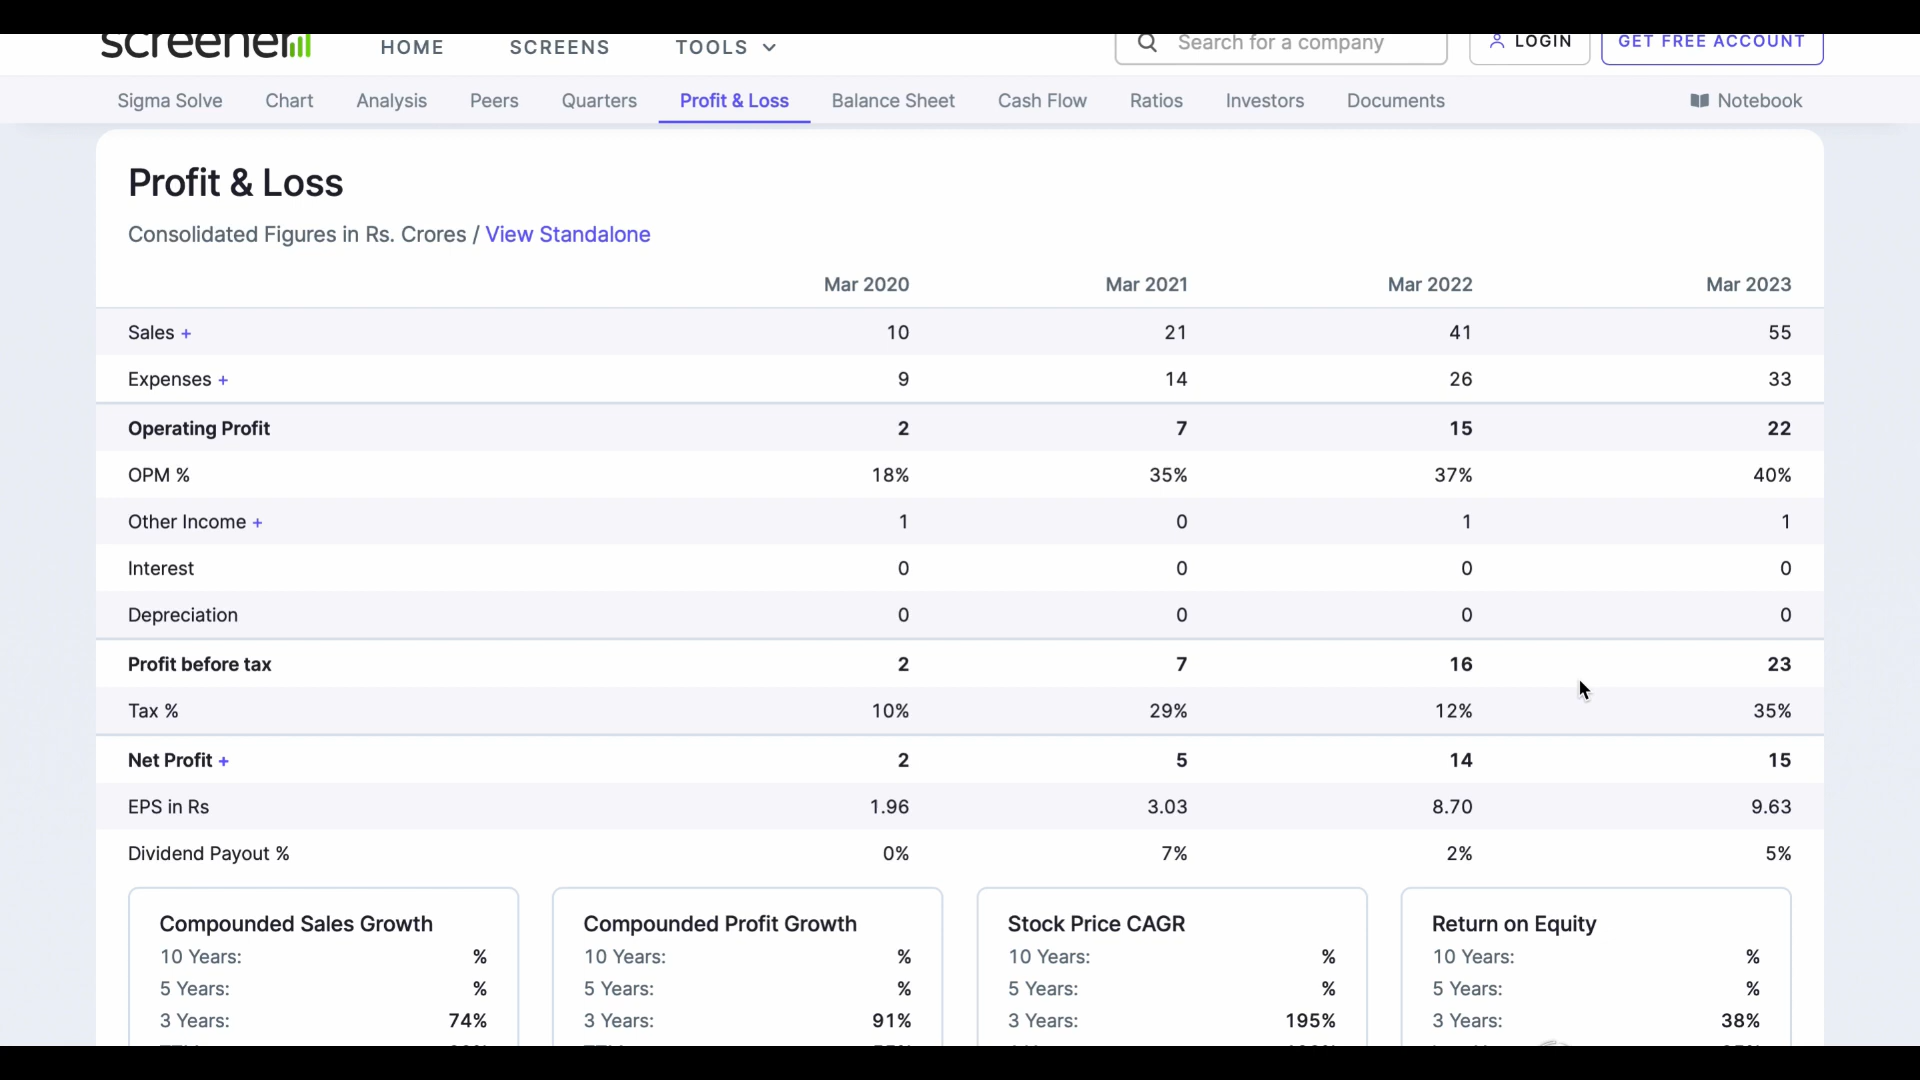 screener
HOME SCREENS TOOLS Search for a company LOGIN GET FREE ACCOUNT
Sigma Solve Chart Analysis Peers Quarters Profit & Loss Balance Sheet Cash Flow Ratios Investors Documents Notebook
Profit & Loss
Consolidated Figures in Rs. Crores / View Standalone
Mar 2020 Mar 2021 Mar 2022 Mar 2023
Sales + 10 21 41 55
Expenses + 9 14 26 33
Operating Profit 2 7 15 22
OPM % 18% 35% 37% 40%
Other Income + 1 0 1 1
Interest 0 0 0 0
Depreciation 0 0 0 0
Profit before tax 2 7 16 23
Tax % 10% 29% 12% 35%
Net Profit + 2 5 14 15
EPS in Rs 1.96 3.03 8.70 9.63
Dividend Payout % 0% 7% 2% 5%
Compounded Sales Growth
10 Years: %
5 Years: %
3 Years: 74%
Compounded Profit Growth
10 Years: %
5 Years: %
3 Years: 91%
Stock Price CAGR
10 Years: %
5 Years: %
3 Years: 195%
Return on Equity
10 Years: %
5 Years: %
3 Years: 38%